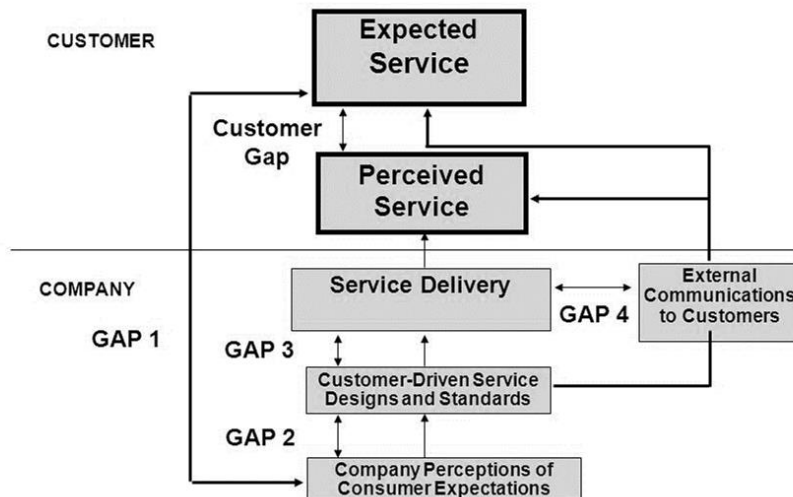 CUSTOMER
Expected
Service
Customer
Gap
Perceived
Service
COMPANY
Service Delivery
External
Communications
to Customers
GAP 4
GAP 1
GAP 3
Customer-Driven Service
Designs and Standards
GAP 2
Company Perceptions of
Consumer Expectations